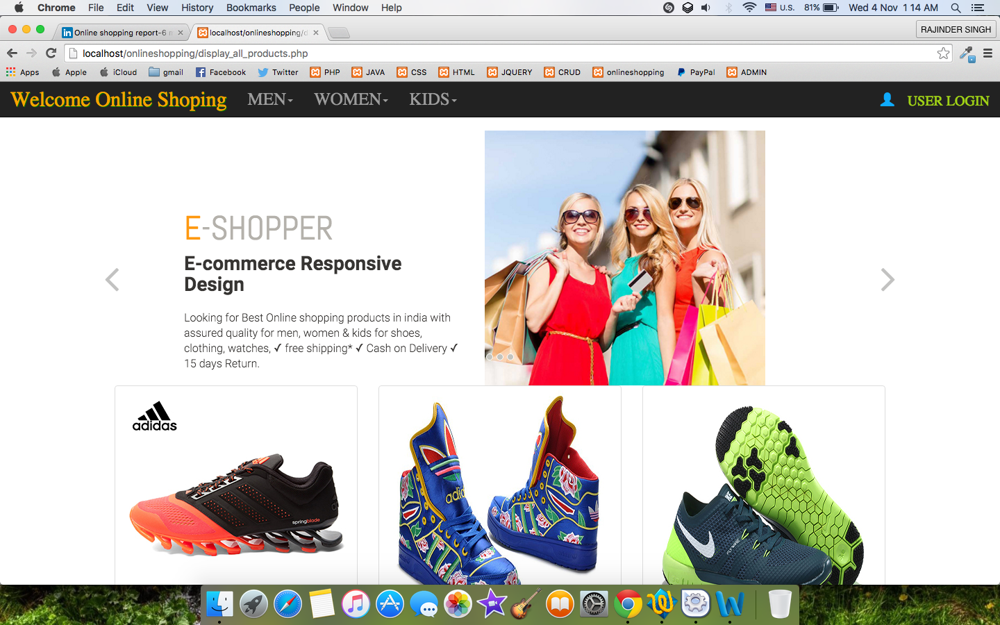 Chrome File Edit View History Bookmarks People Window Help U.S. 81% Wed 4 Nov 1 14 AM
in Online shopping report-6 m × localhost/onlineshopping/d × RAJINDER SINGH
localhost/onlineshopping/display_all_products.php
Apps Apple iCloud gmail Facebook Twitter PHP JAVA CSS HTML JQUERY CRUD onlineshopping PayPal ADMIN
Welcome Online Shoping MEN WOMEN KIDS USER LOGIN
E-SHOPPER
E-commerce Responsive
Design
Looking for Best Online shopping products in india with
assured quality for men, women & kids for shoes,
clothing, watches, ✓ free shipping* ✓ Cash on Delivery ✓
15 days Return.
adidas
springblade
adidas
NIKE